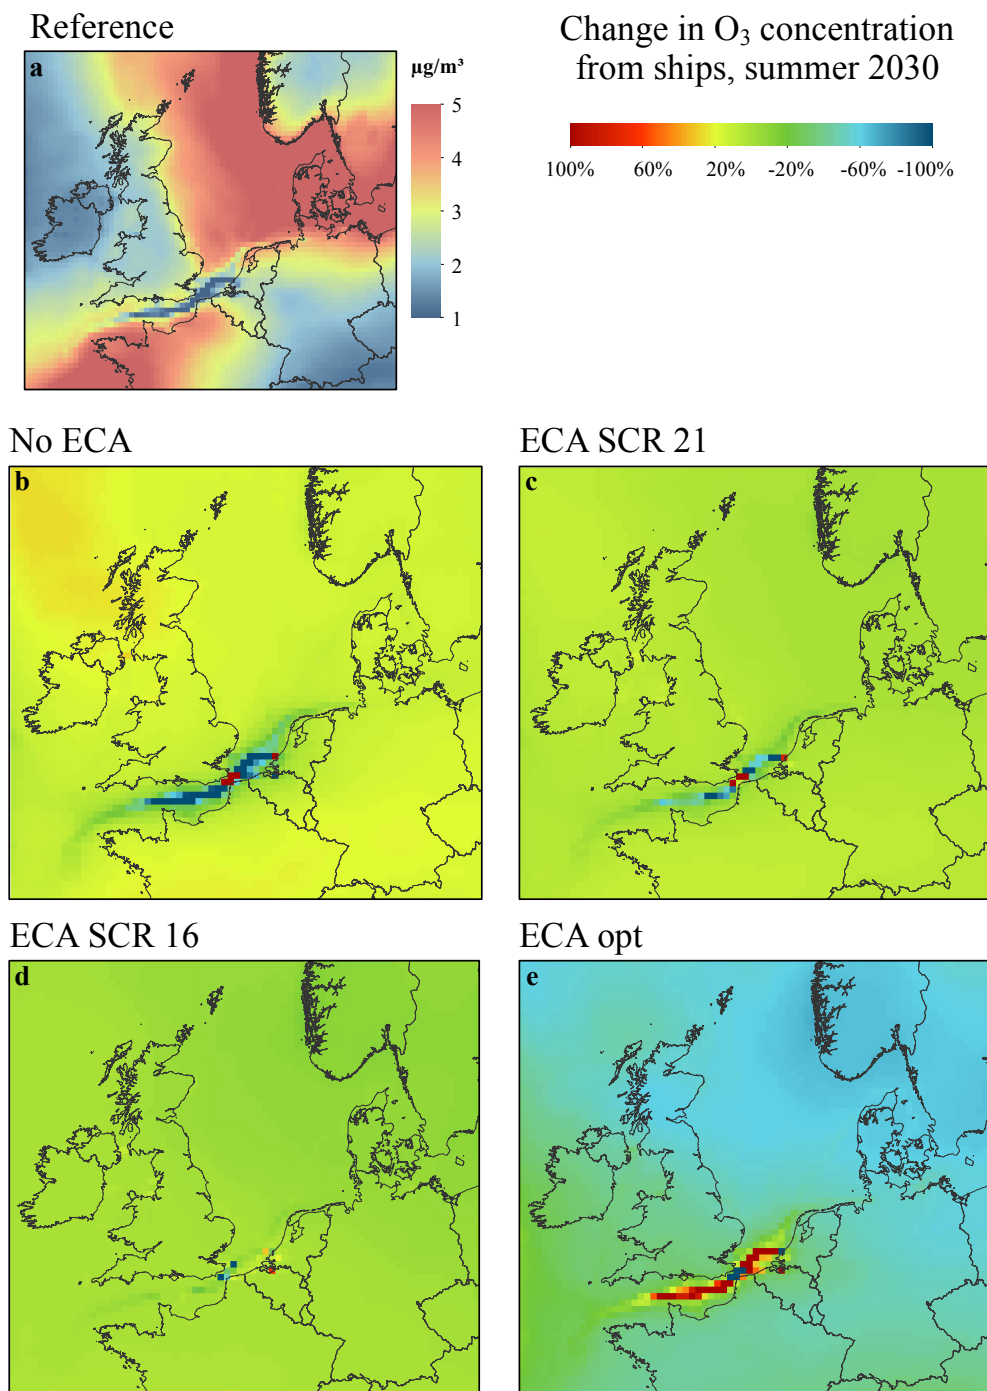 Reference
Change in O₃ concentration
from ships, summer 2030
a
µg/m³
5
4
3
2
1
100% 60% 20% -20% -60% -100%
No ECA
ECA SCR 21
b
c
ECA SCR 16
ECA opt
d
e